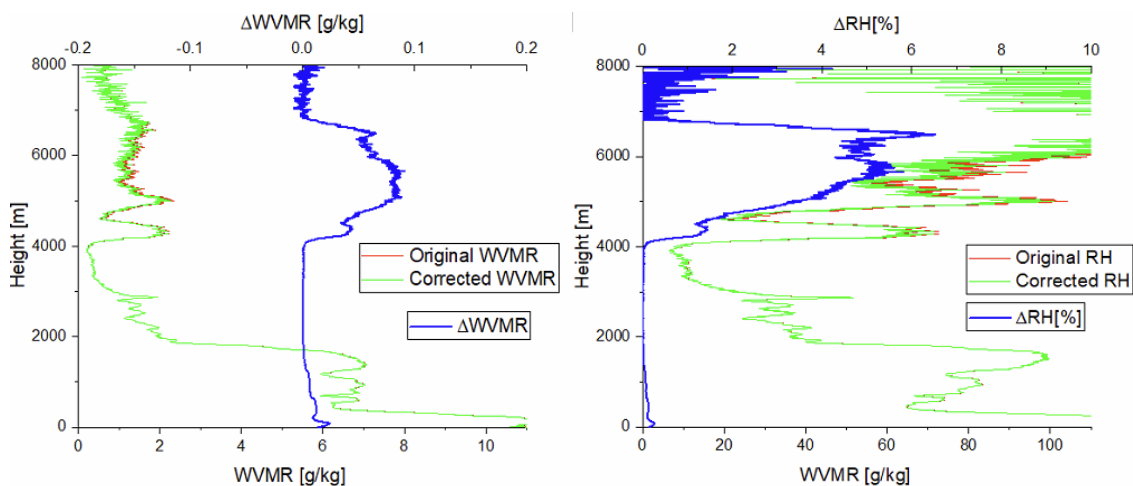 ΔWVMR [g/kg]
-0.2 -0.1 0.0 0.1 0.2
8000
6000
4000
2000
0
Height [m]
Original WVMR
Corrected WVMR
ΔWVMR
0 2 4 6 8 10
WVMR [g/kg]
ΔRH[%]
0 2 4 6 8 10
8000
6000
4000
2000
0
Height [m]
Original RH
Corrected RH
ΔRH[%]
0 20 40 60 80 100
WVMR [g/kg]